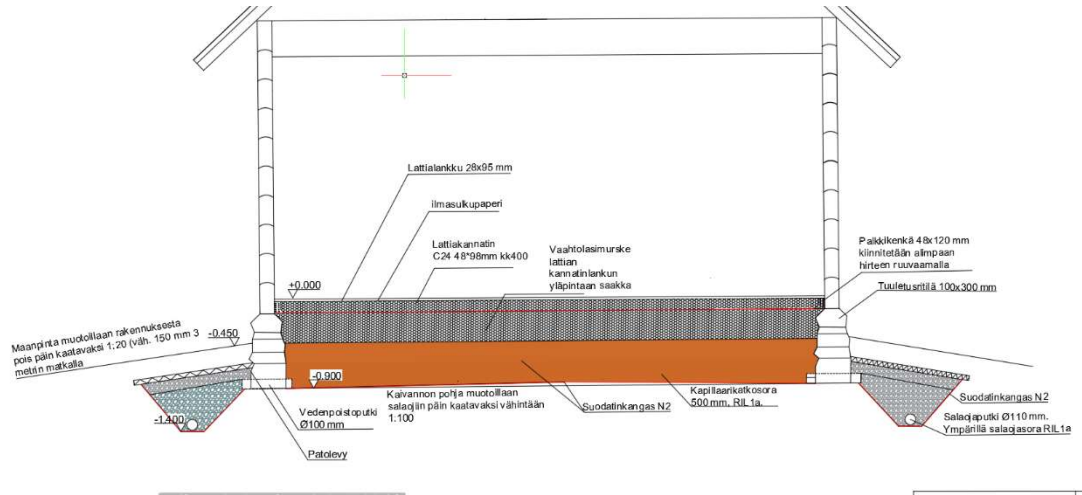 Lattialankku 28x95 mm
ilmasulkupaperi
Lattiakannatin
C24 48*98mm kk400
Vaahtolasimurske
lattian
kannatinlankun
yläpintaan saakka
Palkkikenkä 48x120 mm
kiinnitetään alimpaan
hirteen ruuvaamalla
Tuuletusritilä 100x300 mm
+0.000
Maanpinta muotoillaan rakennuksesta
pois päin kaatavaksi 1;20 (väh. 150 mm 3
metrin matkalla
-0.450
-0.900
Kaivannon pohja muotoillaan
salaojiin päin kaatavaksi vähintään
1:100
Suodatinkangas N2
Kapillaarikatkosora
500 mm, RIL 1a.
Suodatinkangas N2
Salaojaputki Ø110 mm.
Ympärillä salaojasora RIL1a
-1.400
Vedenpoistoputki
Ø100 mm
Patolevy